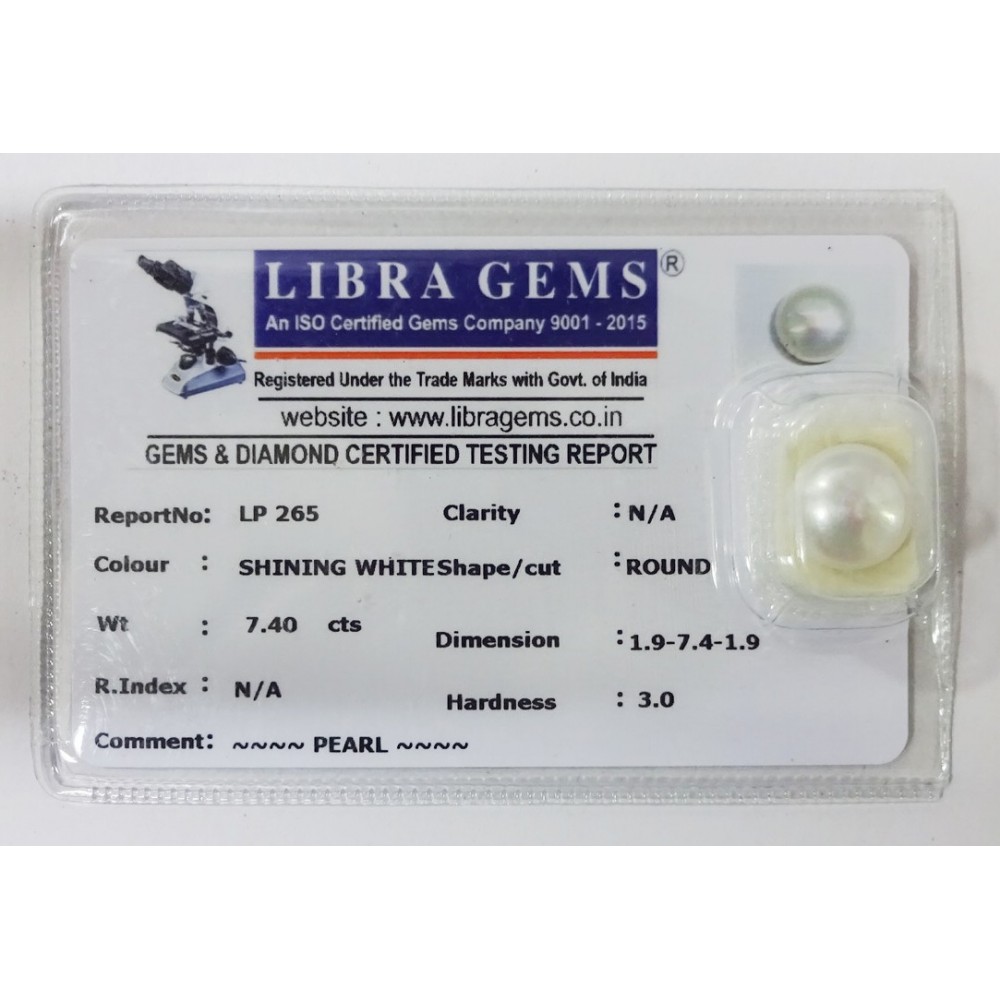 LIBRA GEMS®
An ISO Certified Gems Company 9001 - 2015
Registered Under the Trade Marks with Govt. of India
website : www.libragems.co.in
GEMS & DIAMOND CERTIFIED TESTING REPORT
ReportNo: LP 265 Clarity : N/A
Colour : SHINING WHITE Shape/cut : ROUND
Wt : 7.40 cts Dimension : 1.9-7.4-1.9
R.Index : N/A Hardness : 3.0
Comment: ~~~~ PEARL ~~~~